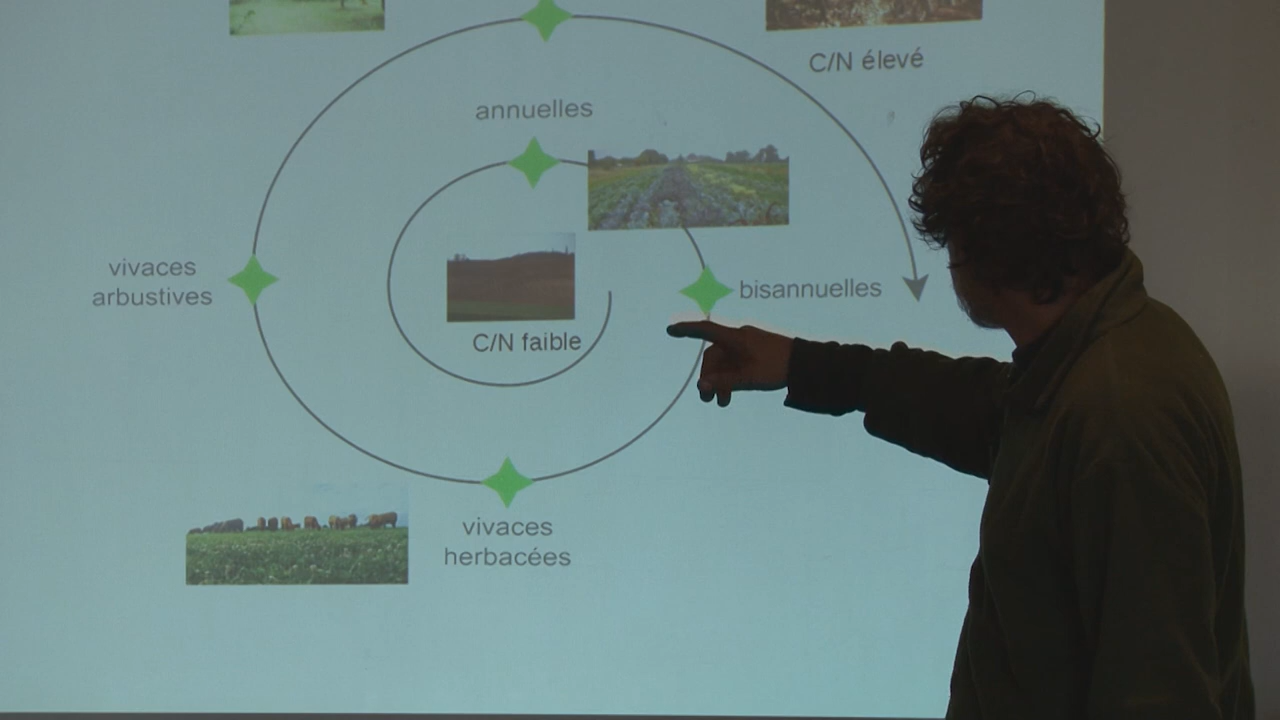 C/N élevé
annuelles
vivaces
arbustives
bisannuelles
C/N faible
vivaces
herbacées